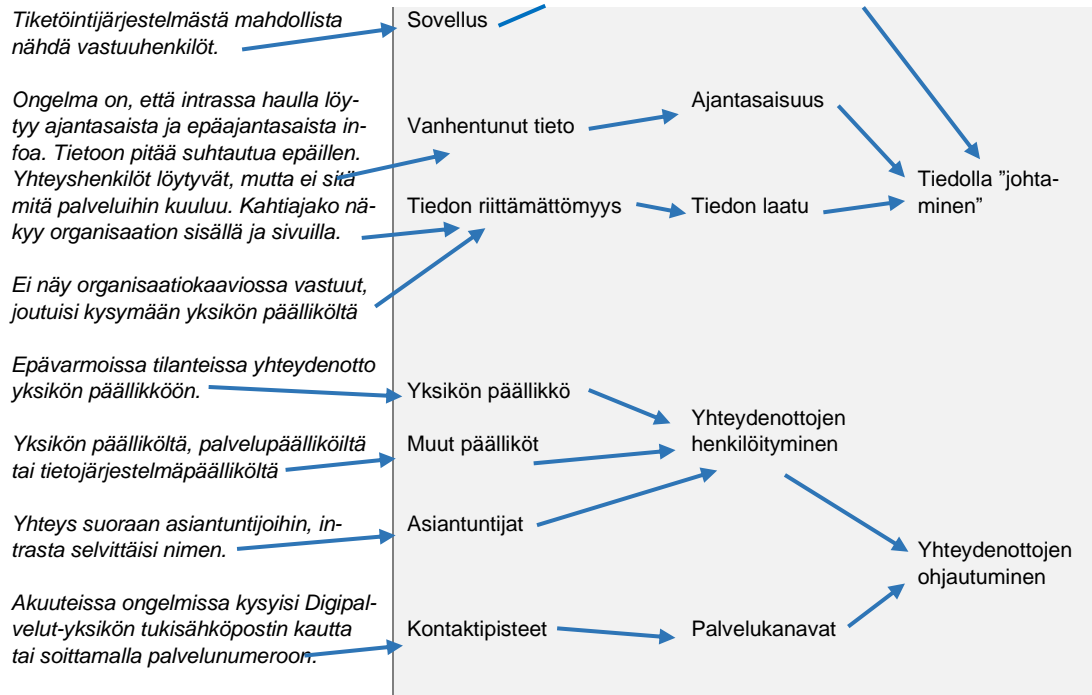 Tiketöintijärjestelmästä mahdollista
nähdä vastuuhenkilöt.
Sovellus
Ongelma on, että intrassa haulla löy-
tyy ajantasaista ja epäajantasaista in-
foa. Tietoon pitää suhtautua epäillen.
Yhteyshenkilöt löytyvät, mutta ei sitä
mitä palveluihin kuuluu. Kahtiajako nä-
kyy organisaation sisällä ja sivuilla.
Vanhentunut tieto
Ajantasaisuus
Tiedon riittämättömyys
Tiedon laatu
Tiedolla ”johta-
minen”
Ei näy organisaatiokaaviossa vastuut,
joutuisi kysymään yksikön päälliköltä
Epävarmoissa tilanteissa yhteydenotto
yksikön päällikköön.
Yksikön päällikkö
Yksikön päälliköltä, palvelupäälliköiltä
tai tietojärjestelmäpäälliköltä
Muut päälliköt
Yhteydenottojen
henkilöityminen
Yhteys suoraan asiantuntijoihin, in-
trasta selvittäisi nimen.
Asiantuntijat
Yhteydenottojen
ohjautuminen
Akuuteissa ongelmissa kysyisi Digipal-
velut-yksikön tukisähköpostin kautta
tai soittamalla palvelunumeroon.
Kontaktipisteet
Palvelukanavat